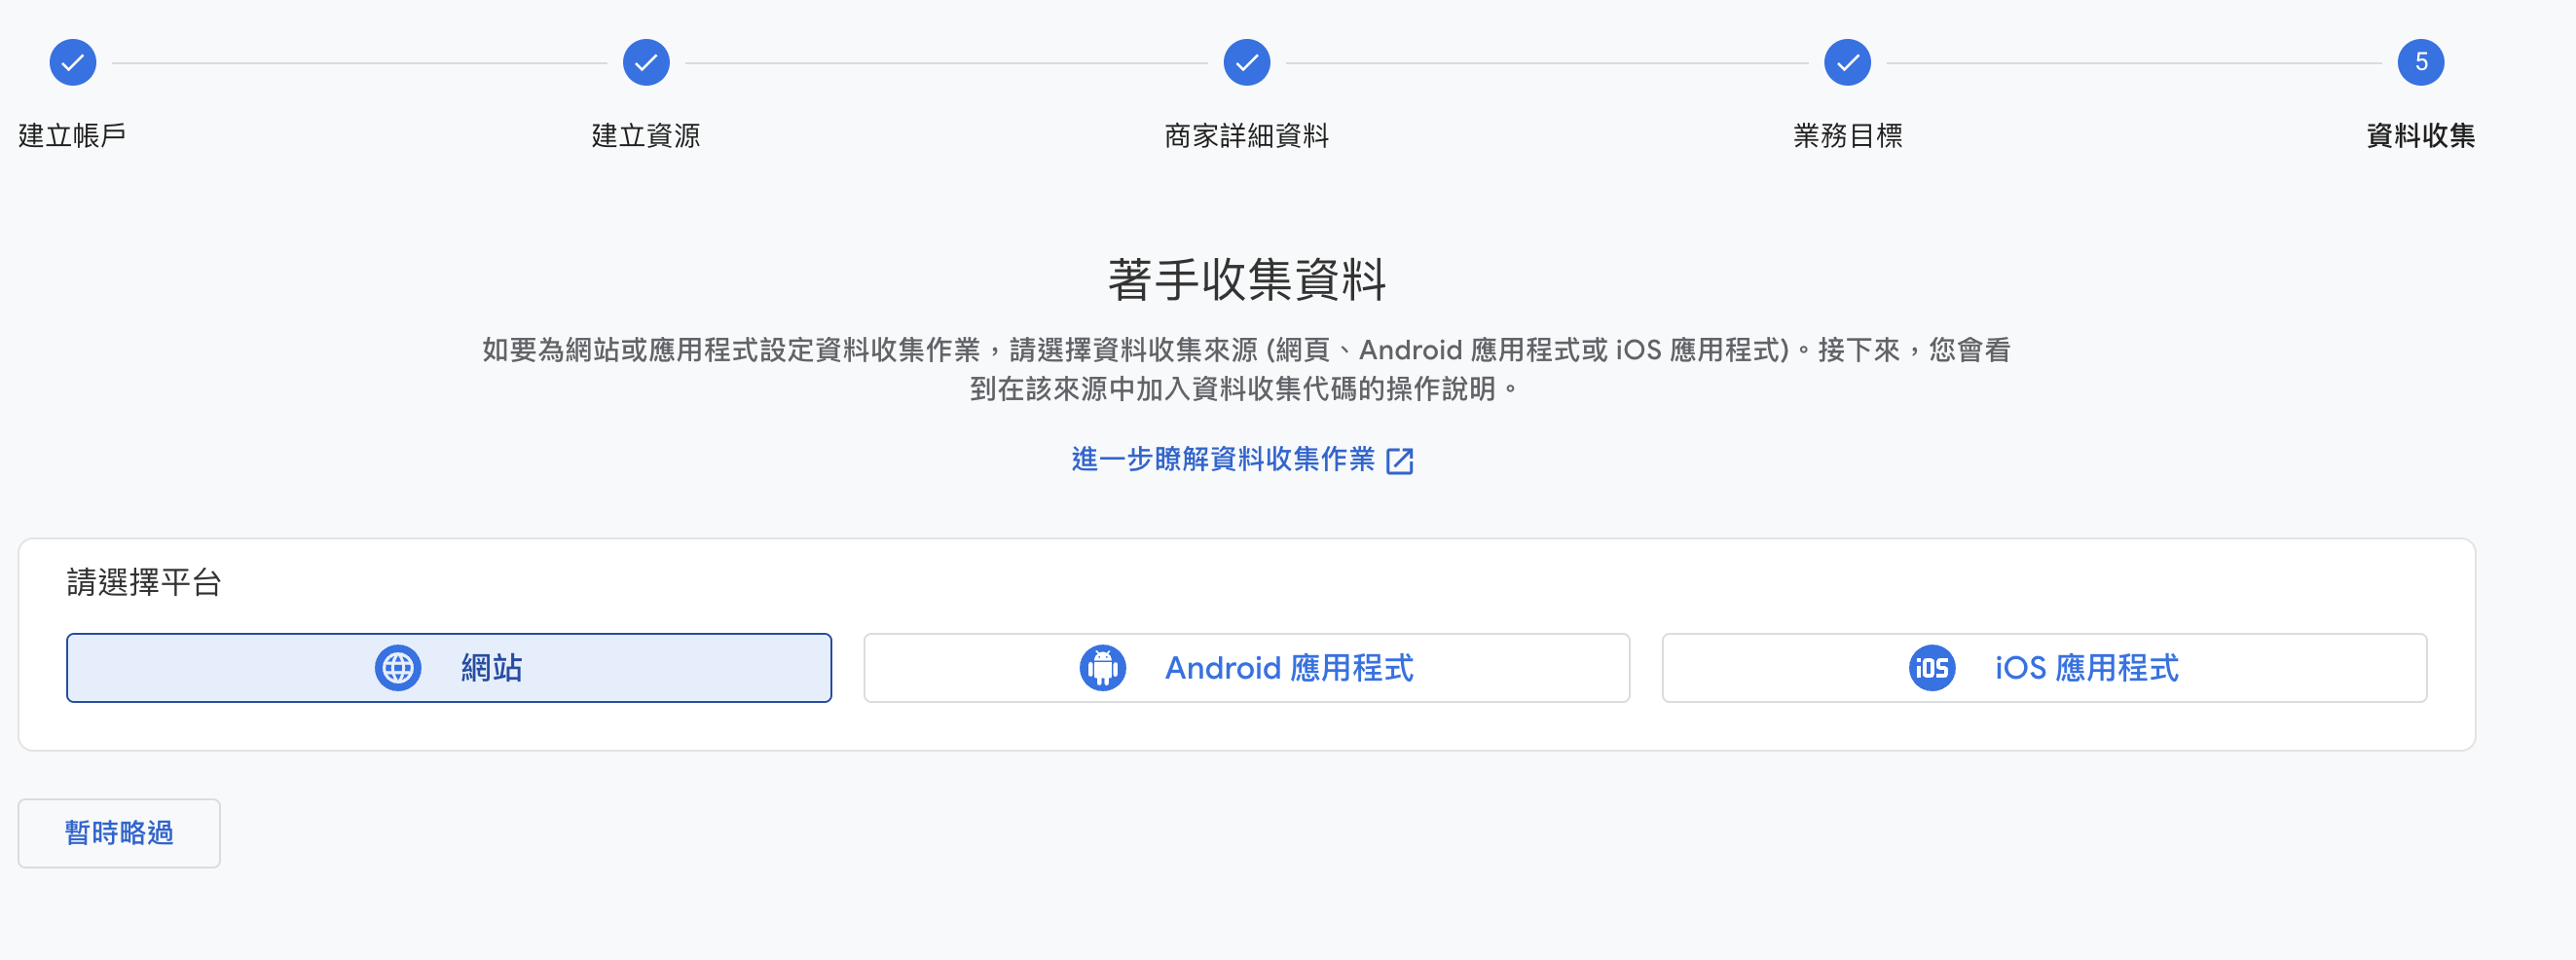 5
建立帳戶
建立資源
商家詳細資料
業務目標
資料收集
著手收集資料
如要為網站或應用程式設定資料收集作業，請選擇資料收集來源 (網頁、Android 應用程式或 iOS 應用程式)。接下來，您會看
到在該來源中加入資料收集代碼的操作說明。
進一步瞭解資料收集作業
請選擇平台
網站
Android 應用程式
iOS
iOS 應用程式
暫時略過